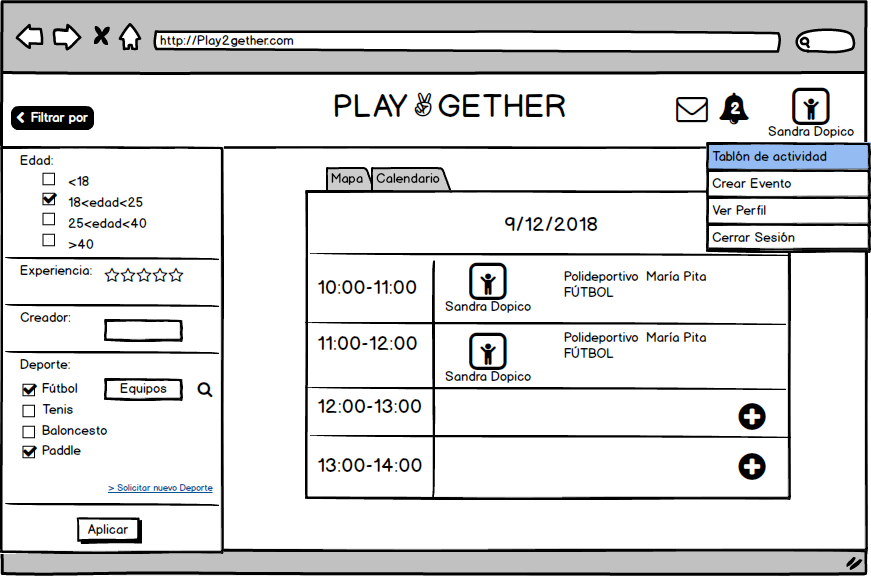 http://Play2gether.com
Filtrar por
PLAY✌GETHER
2
Sandra Dopico
Tablón de actividad
Crear Evento
Ver Perfil
Cerrar Sesión
Edad:
<18
18<edad<25
25<edad<40
>40
Experiencia:
Creador:
Deporte:
Fútbol
Equipos
Tenis
Baloncesto
Paddle
> Solicitar nuevo Deporte
Aplicar
Mapa
Calendario
9/12/2018
10:00-11:00
Sandra Dopico
Polideportivo María Pita
FÚTBOL
11:00-12:00
Sandra Dopico
Polideportivo María Pita
FÚTBOL
12:00-13:00
13:00-14:00